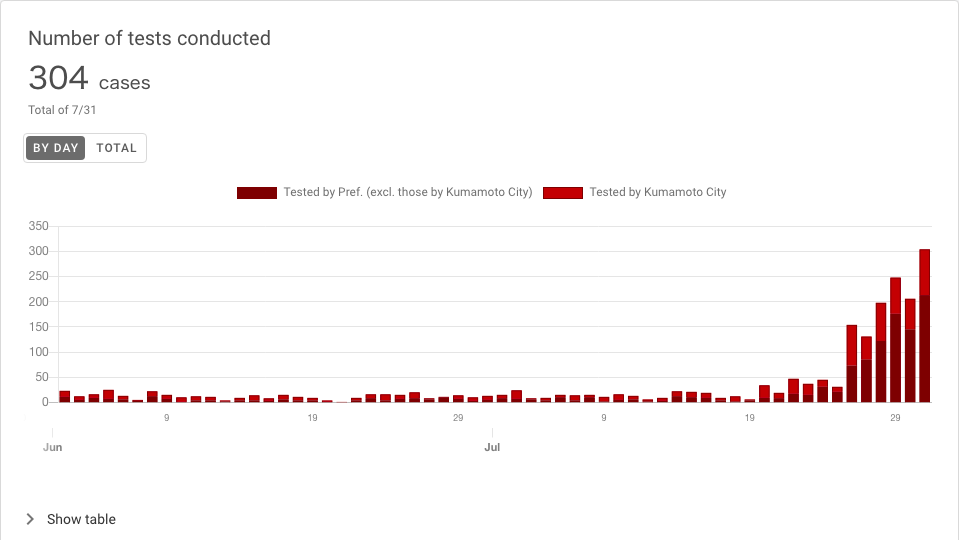 Number of tests conducted
304 cases
Total of 7/31
BY DAY TOTAL
Tested by Pref. (excl. those by Kumamoto City) Tested by Kumamoto City
350
300
250
200
150
100
50
0
9 19 29 9 19 29
Jun Jul
Show table